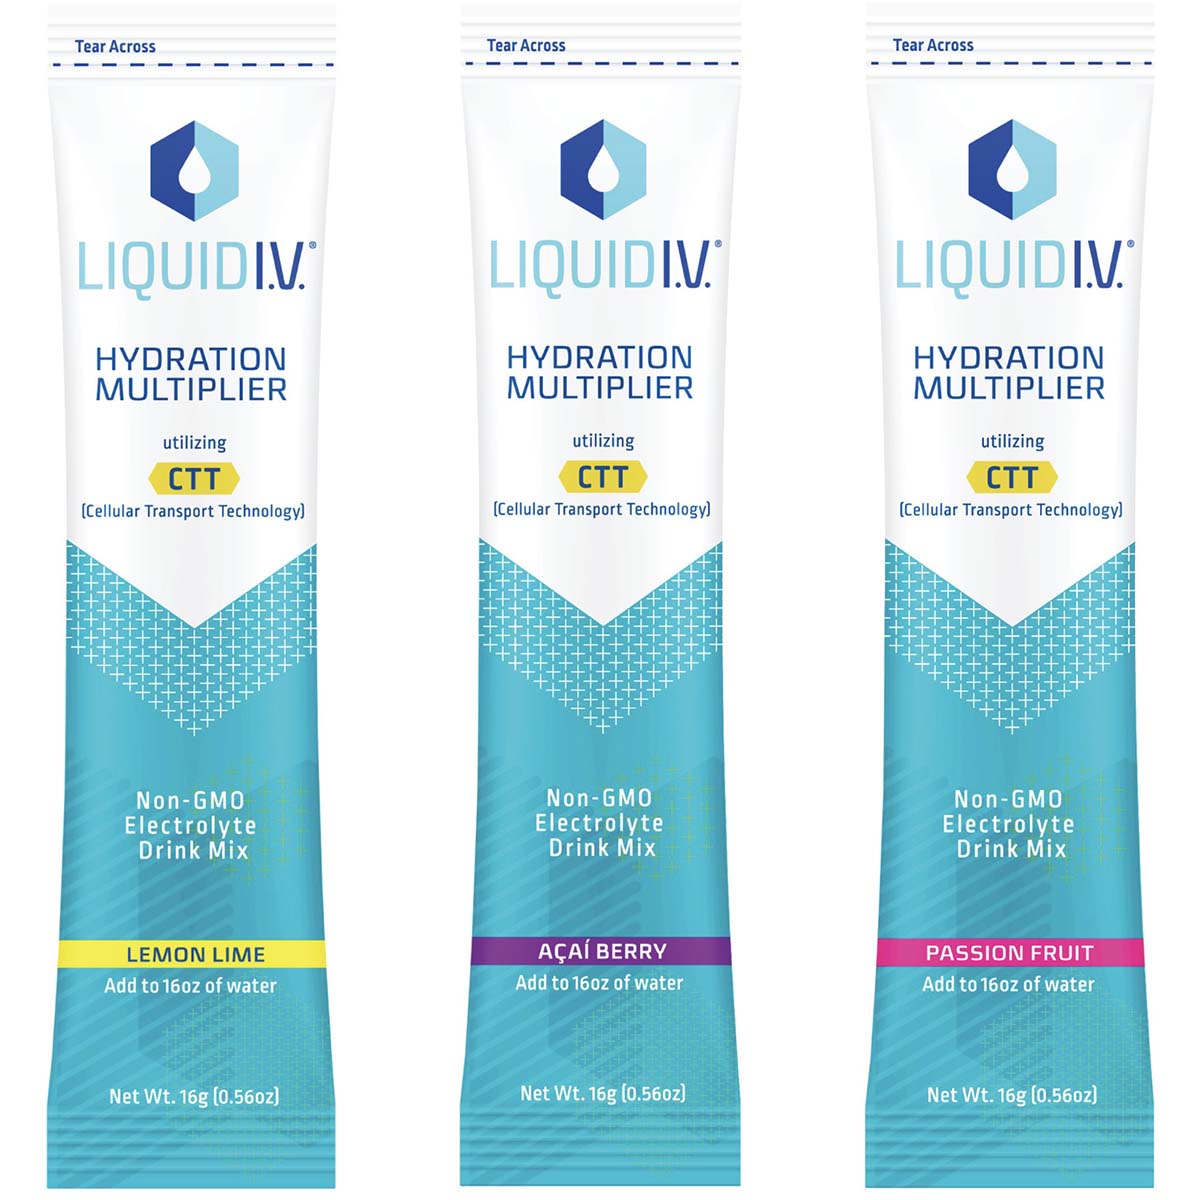 Tear Across
LIQUID I.V.®
HYDRATION
MULTIPLIER
utilizing
CTT
(Cellular Transport Technology)
Non-GMO
Electrolyte
Drink Mix
LEMON LIME
Add to 16oz of water
Net Wt. 16g (0.56oz)
Tear Across
LIQUID I.V.®
HYDRATION
MULTIPLIER
utilizing
CTT
(Cellular Transport Technology)
Non-GMO
Electrolyte
Drink Mix
AÇAÍ BERRY
Add to 16oz of water
Net Wt. 16g (0.56oz)
Tear Across
LIQUID I.V.®
HYDRATION
MULTIPLIER
utilizing
CTT
(Cellular Transport Technology)
Non-GMO
Electrolyte
Drink Mix
PASSION FRUIT
Add to 16oz of water
Net Wt. 16g (0.56oz)